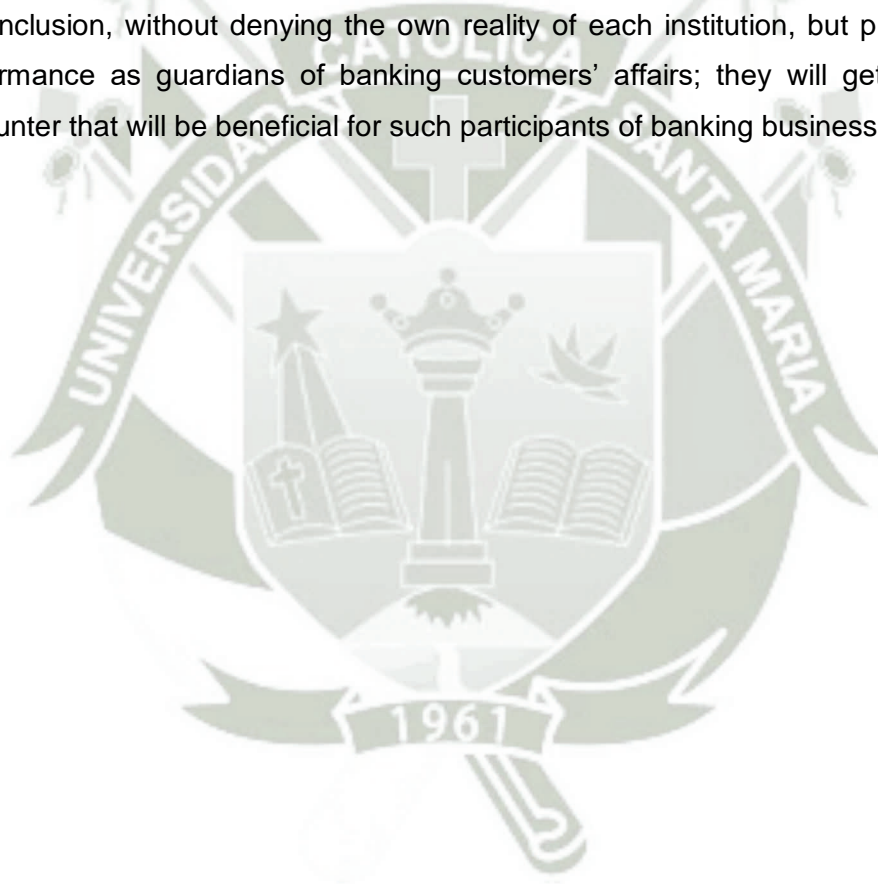 nclusion, without denying the own reality of each institution, but p
rmance as guardians of banking customers’ affairs; they will get
unter that will be beneficial for such participants of banking business
UNIVERSIDAD CATOLICA SANTA MARIA
1961